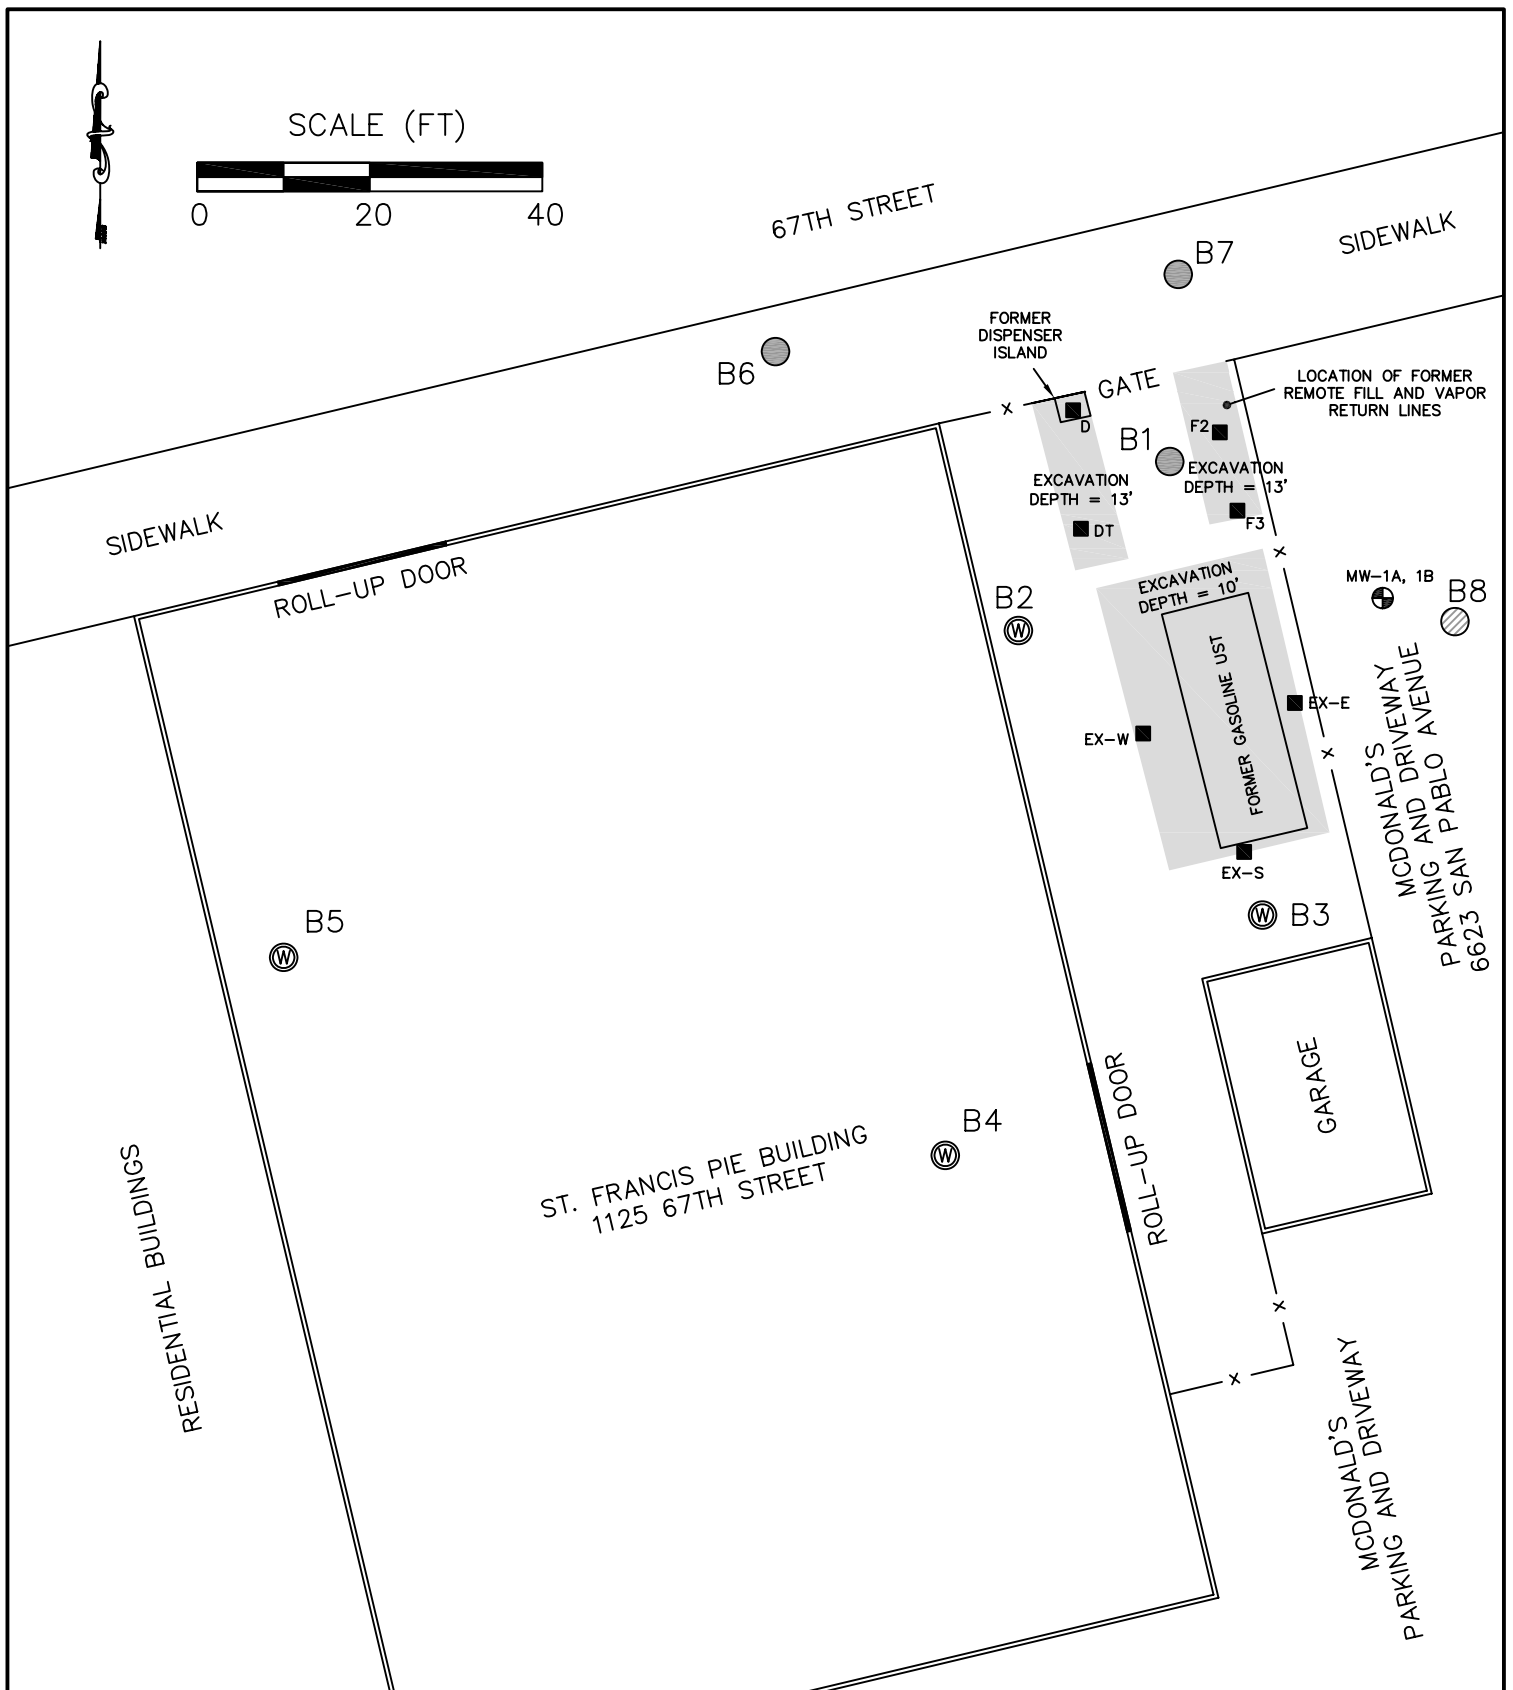 SCALE (FT)
0 20 40
67TH STREET
SIDEWALK
B7
B6
FORMER
DISPENSER
ISLAND
GATE
X
LOCATION OF FORMER
REMOTE FILL AND VAPOR
RETURN LINES
D
B1
F2
EXCAVATION
DEPTH = 13'
EXCAVATION
DEPTH = 13'
DT
F3
X
SIDEWALK
ROLL-UP DOOR
EXCAVATION
DEPTH = 10'
MW-1A, 1B
B8
B2
W
FORMER GASOLINE UST
EX-E
EX-W
X
MCDONALD'S
PARKING AND DRIVEWAY
6623 SAN PABLO AVENUE
EX-S
B3
W
B5
W
GARAGE
B4
W
ROLL-UP DOOR
ST. FRANCIS PIE BUILDING
1125 67TH STREET
RESIDENTIAL BUILDINGS
X
X
MCDONALD'S
PARKING AND DRIVEWAY